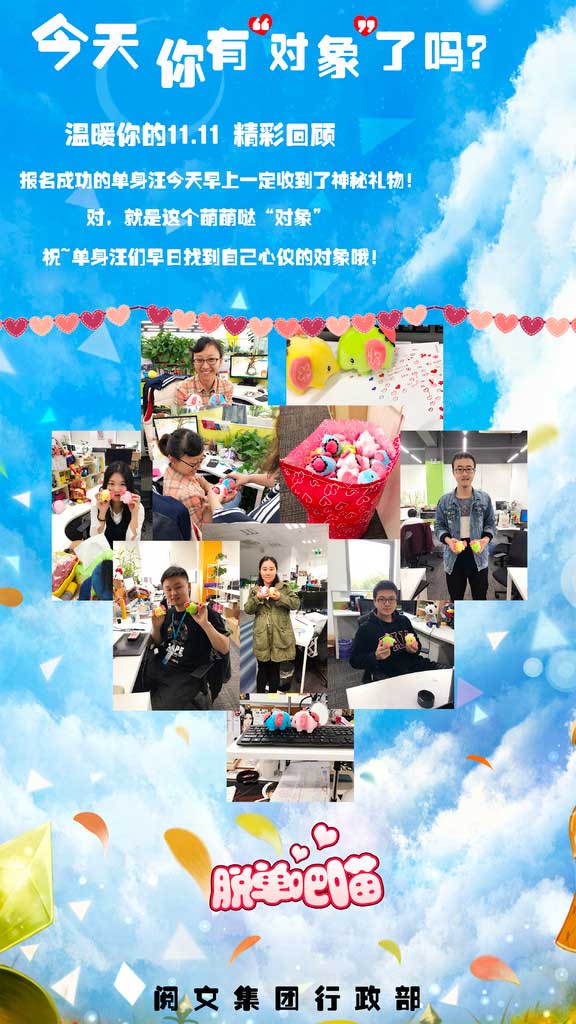 今天你有“对象”了吗?
温暖你的11.11 精彩回顾
报名成功的单身汪今天早上一定收到了神秘礼物!
对，就是这个萌萌哒“对象”
祝~单身汪们早日找到自己心仪的对象哦!
脱单吧喵
阅文集团行政部